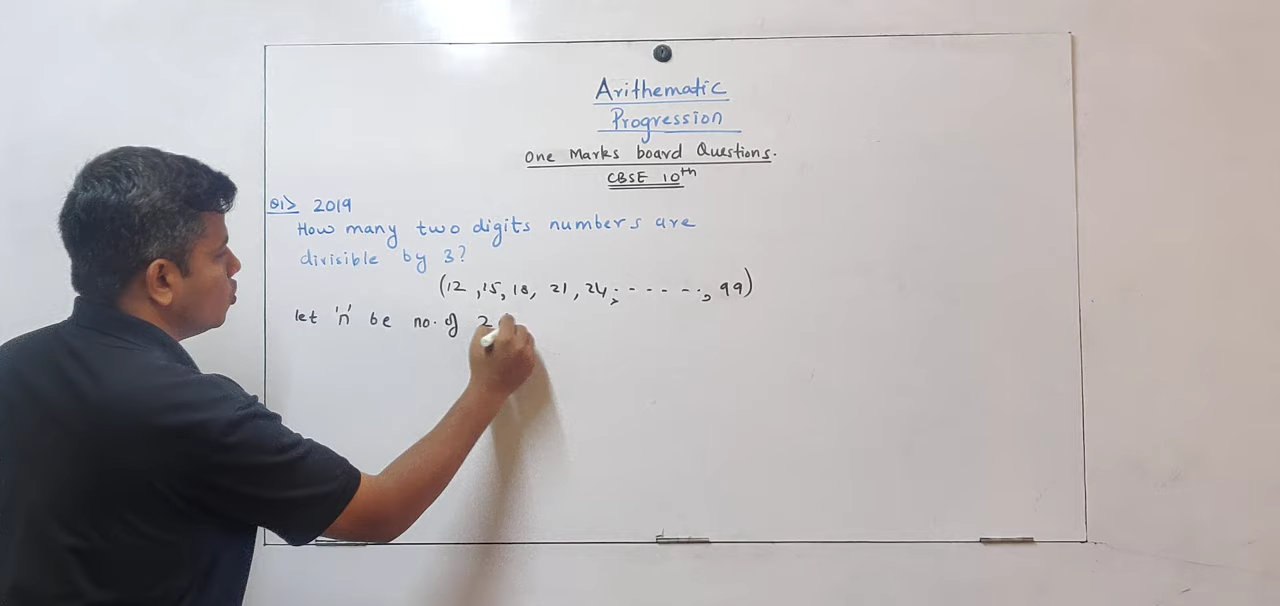 Arithematic
Progression
One Marks board Questions.
CBSE 10th
Q1> 2019
How many two digits numbers are
divisible by 3?
(12, 15, 18, 21, 24, ------, 99)
let 'n' be no. of 2